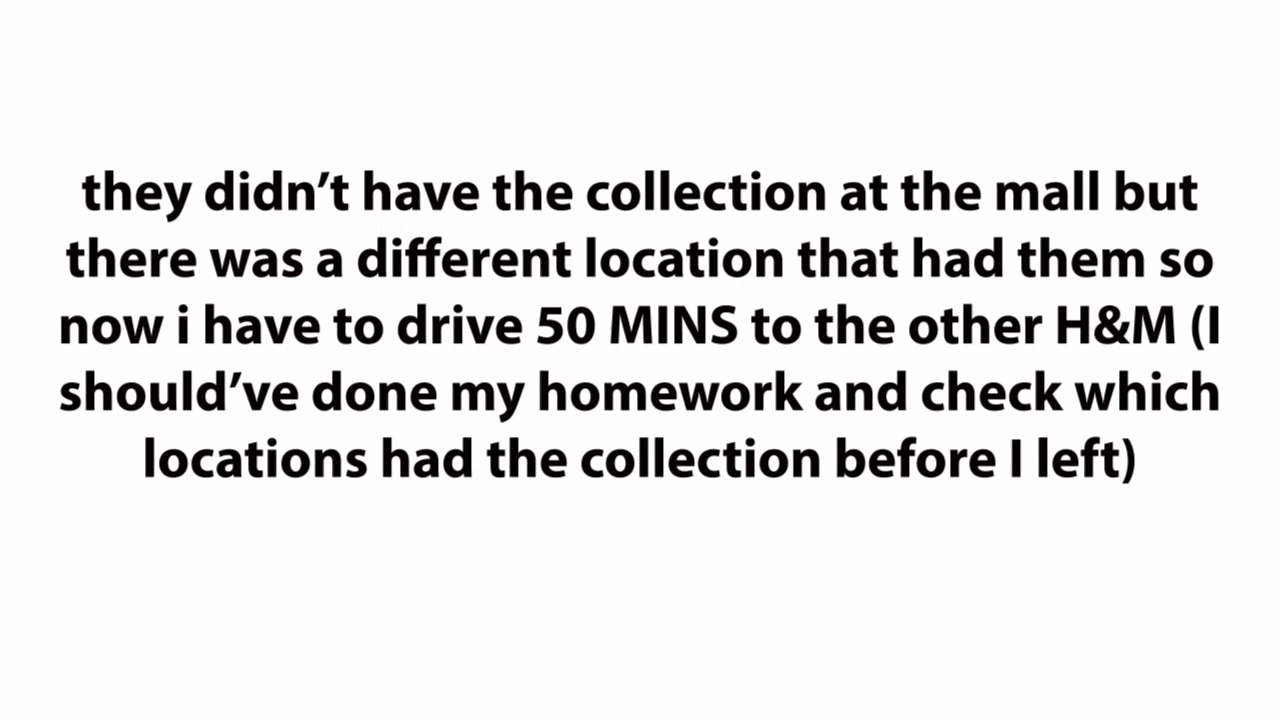 they didn’t have the collection at the mall but
there was a different location that had them so
now i have to drive 50 MINS to the other H&M (I
should’ve done my homework and check which
locations had the collection before I left)